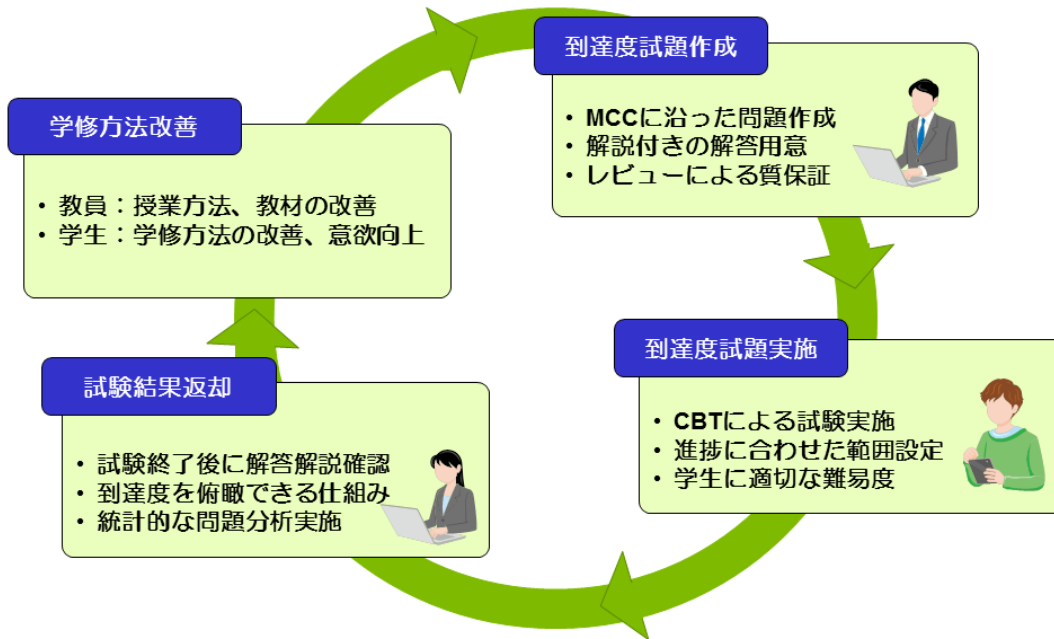 到達度試題作成
・MCCに沿った問題作成
・解説付きの解答用意
・レビューによる質保証
学修方法改善
・教員：授業方法、教材の改善
・学生：学修方法の改善、意欲向上
到達度試題実施
・CBTによる試験実施
・進捗に合わせた範囲設定
・学生に適切な難易度
試験結果返却
・試験終了後に解答解説確認
・到達度を俯瞰できる仕組み
・統計的な問題分析実施